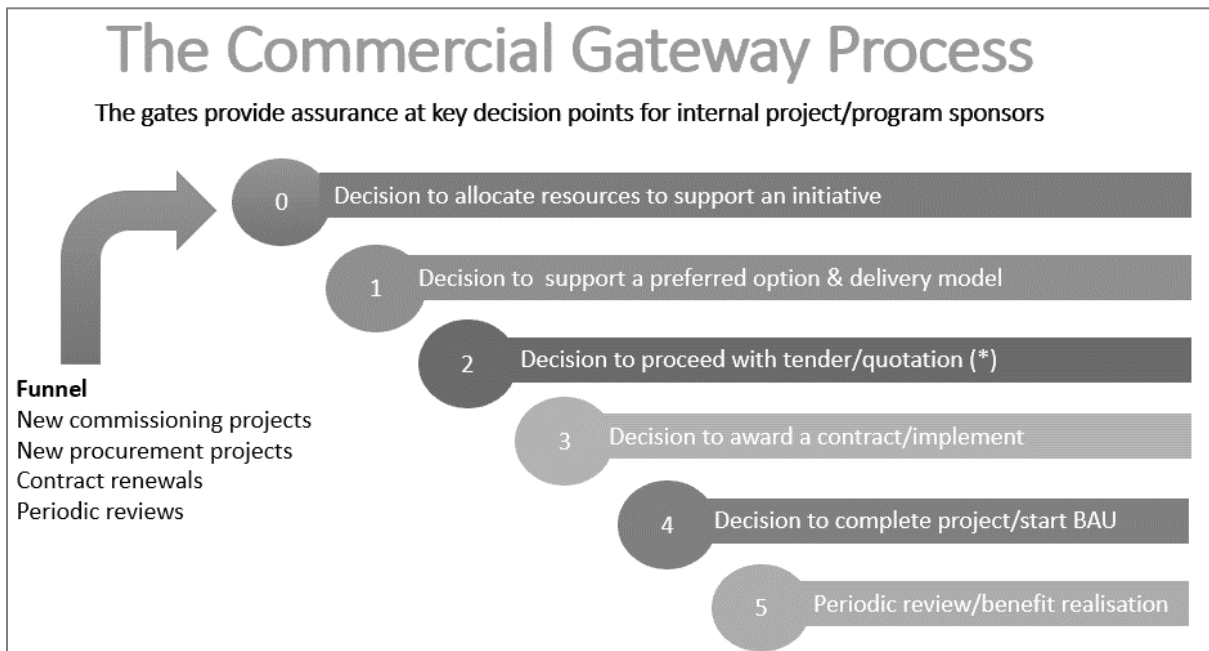 The Commercial Gateway Process
The gates provide assurance at key decision points for internal project/program sponsors
0
Decision to allocate resources to support an initiative
1
Decision to support a preferred option & delivery model
2
Decision to proceed with tender/quotation (*)
3
Decision to award a contract/implement
4
Decision to complete project/start BAU
5
Periodic review/benefit realisation
Funnel
New commissioning projects
New procurement projects
Contract renewals
Periodic reviews